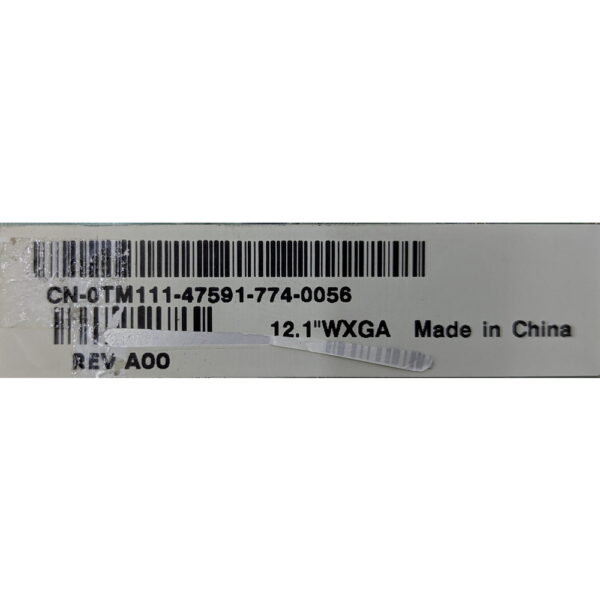 CN-0TM111-47591-774-0056
12.1"WXGA Made in China
REV A00